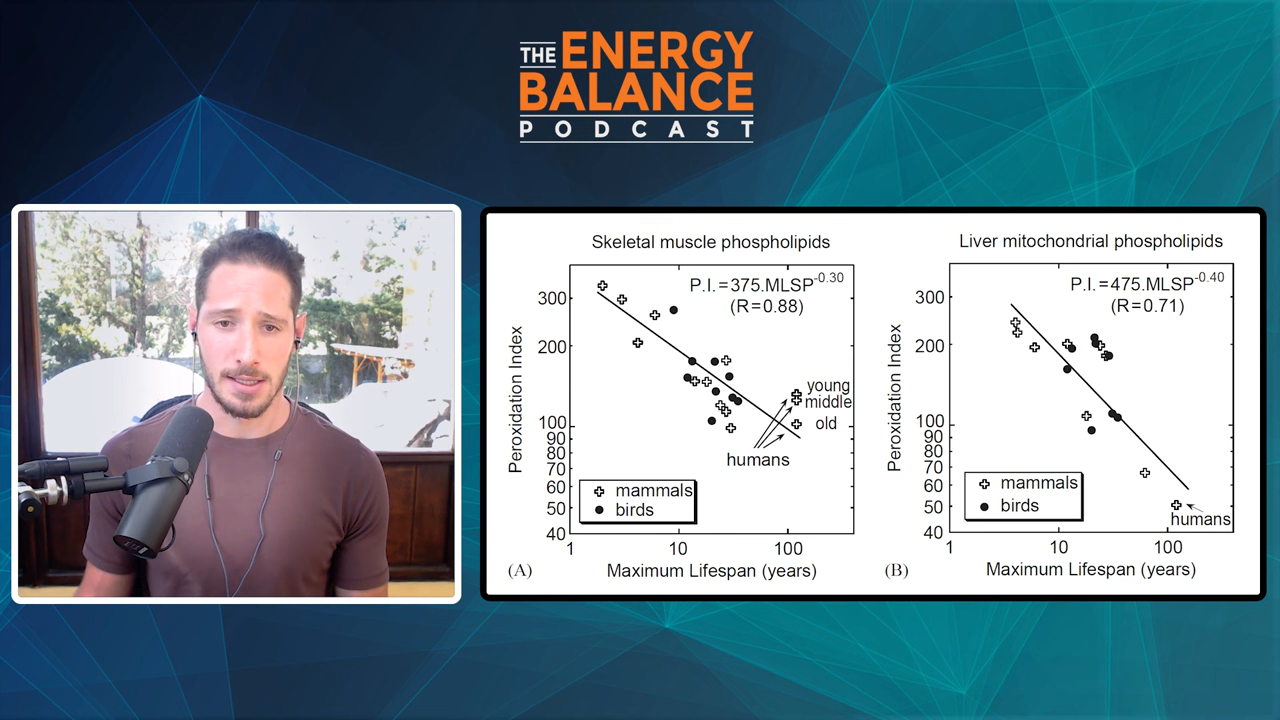 THE ENERGY
BALANCE
PODCAST
Skeletal muscle phospholipids
P.I.=375.MLSP-0.30
(R=0.88)
Peroxidation Index
300
200
100
90
80
70
60
50
40
young
middle
old
humans
mammals
birds
1
10
100
(A)
Maximum Lifespan (years)
Liver mitochondrial phospholipids
P.I.=475.MLSP-0.40
(R=0.71)
Peroxidation Index
300
200
100
90
80
70
60
50
40
mammals
birds
humans
1
10
100
(B)
Maximum Lifespan (years)